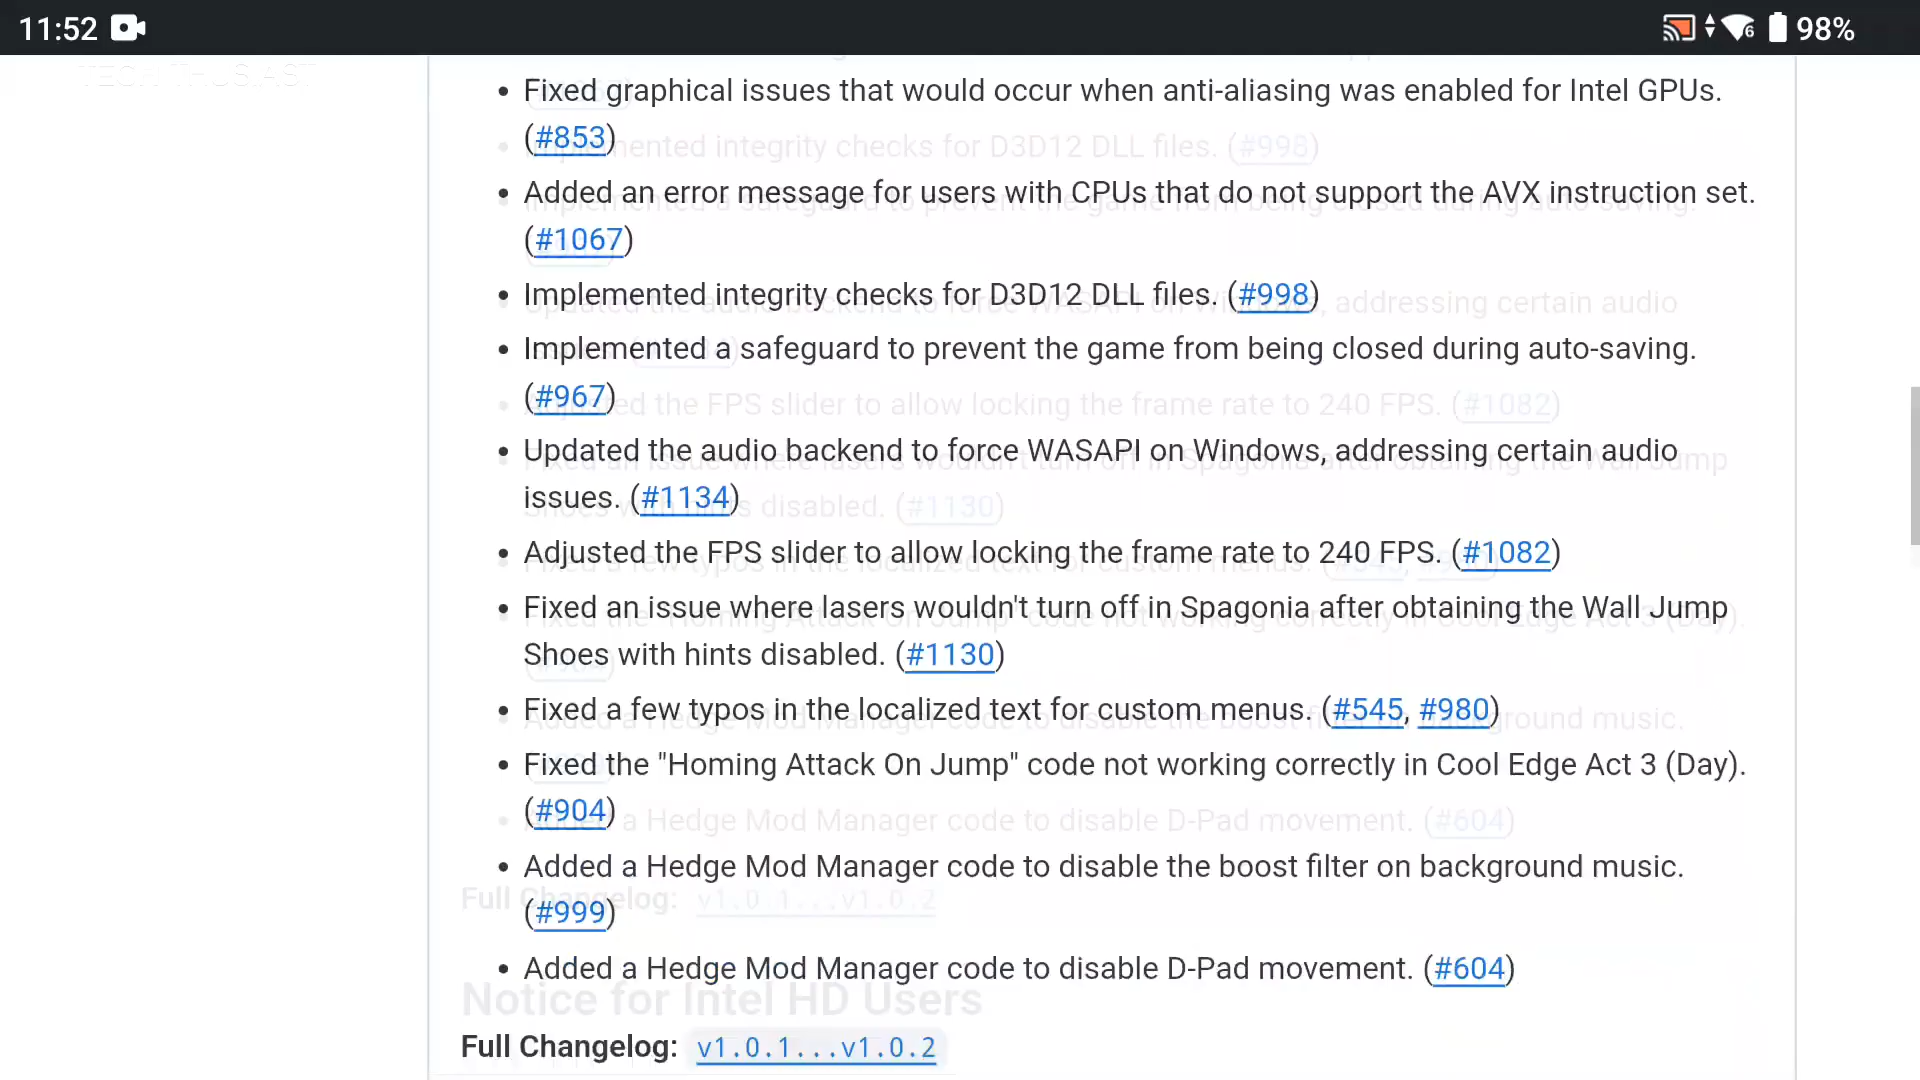 11:52
98%
TECH THUSIAST
• Fixed graphical issues that would occur when anti-aliasing was enabled for Intel GPUs.
(#853)
• Added an error message for users with CPUs that do not support the AVX instruction set.
(#1067)
• Implemented integrity checks for D3D12 DLL files. (#998)
• Implemented a safeguard to prevent the game from being closed during auto-saving.
(#967)
• Updated the audio backend to force WASAPI on Windows, addressing certain audio
issues. (#1134)
• Adjusted the FPS slider to allow locking the frame rate to 240 FPS. (#1082)
• Fixed an issue where lasers wouldn't turn off in Spagonia after obtaining the Wall Jump
Shoes with hints disabled. (#1130)
• Fixed a few typos in the localized text for custom menus. (#545, #980)
• Fixed the "Homing Attack On Jump" code not working correctly in Cool Edge Act 3 (Day).
(#904)
• Added a Hedge Mod Manager code to disable the boost filter on background music.
(#999)
• Added a Hedge Mod Manager code to disable D-Pad movement. (#604)
Notice for Intel HD Users
Full Changelog: v1.0.1...v1.0.2